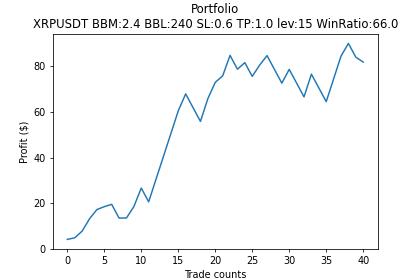 Portfolio
XRPUSDT BBM:2.4 BBL:240 SL:0.6 TP:1.0 lev:15 WinRatio:66.0
80
60
40
20
0
Profit ($)
0 5 10 15 20 25 30 35 40
Trade counts